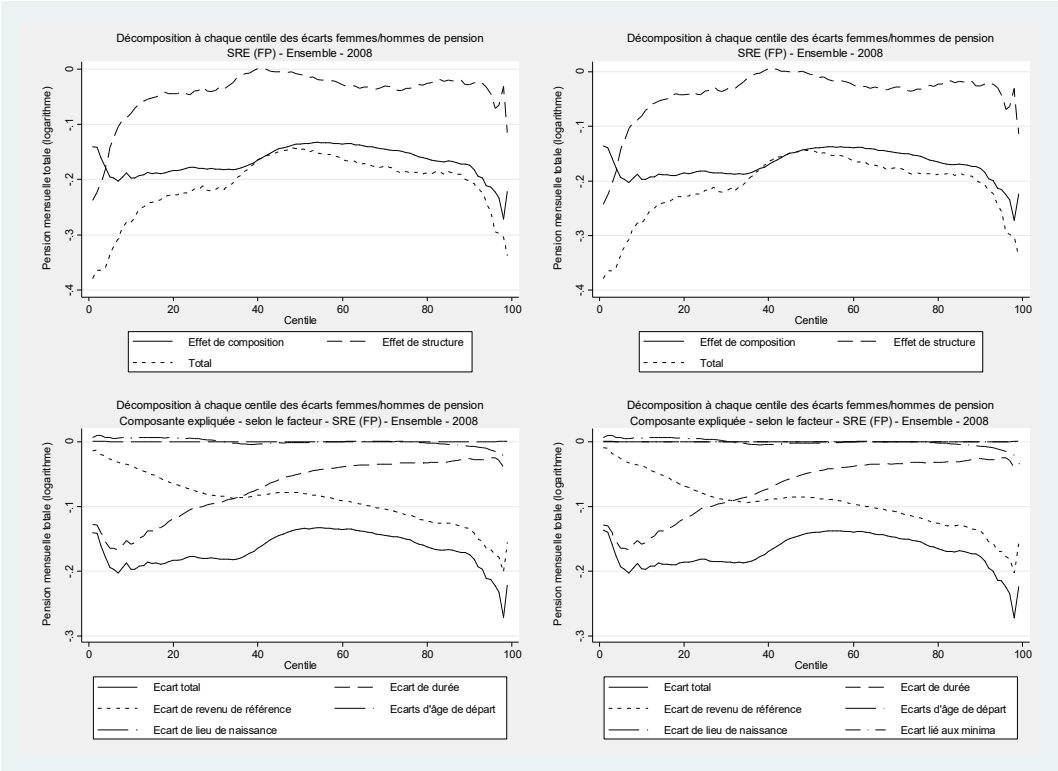 Décomposition à chaque centile des écarts femmes/hommes de pension
SRE (FP) - Ensemble - 2008
Pension mensuelle totale (logarithme)
0
-.1
-.2
-.3
-.4
0 20 40 60 80 100
Centile
Effet de composition Effet de structure
Total
Décomposition à chaque centile des écarts femmes/hommes de pension
SRE (FP) - Ensemble - 2008
Pension mensuelle totale (logarithme)
0
-.1
-.2
-.3
-.4
0 20 40 60 80 100
Centile
Effet de composition Effet de structure
Total
Décomposition à chaque centile des écarts femmes/hommes de pension
Composante expliquée - selon le facteur - SRE (FP) - Ensemble - 2008
Pension mensuelle totale (logarithme)
0
-.1
-.2
-.3
0 20 40 60 80 100
Centile
Ecart total Ecart de durée
Ecart de revenu de référence Ecarts d'âge de départ
Ecart de lieu de naissance
Décomposition à chaque centile des écarts femmes/hommes de pension
Composante expliquée - selon le facteur - SRE (FP) - Ensemble - 2008
Pension mensuelle totale (logarithme)
0
-.1
-.2
-.3
0 20 40 60 80 100
Centile
Ecart total Ecart de durée
Ecart de revenu de référence Ecarts d'âge de départ
Ecart de lieu de naissance Ecart lié aux minima